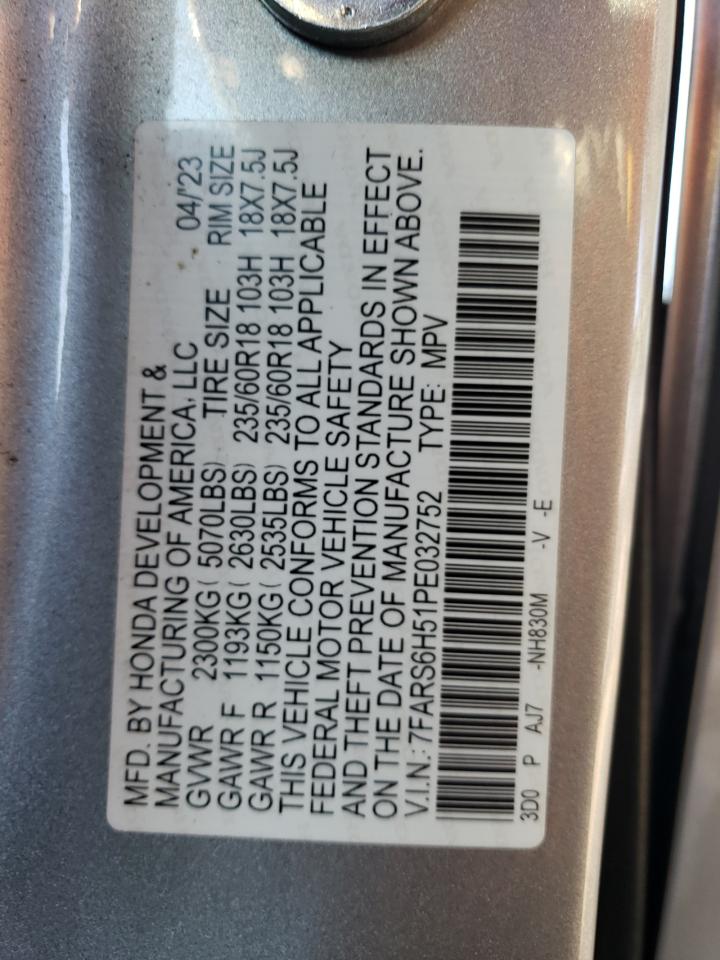 MFD. BY HONDA DEVELOPMENT &
MANUFACTURING OF AMERICA, LLC 04/'23
GVWR 2300KG( 5070LBS) TIRE SIZE RIM SIZE
GAWR F 1193KG( 2630LBS) 235/60R18 103H 18X7.5J
GAWR R 1150KG( 2535LBS) 235/60R18 103H 18X7.5J
THIS VEHICLE CONFORMS TO ALL APPLICABLE
FEDERAL MOTOR VEHICLE SAFETY
AND THEFT PREVENTION STANDARDS IN EFFECT
ON THE DATE OF MANUFACTURE SHOWN ABOVE.
V.I.N.: 7FARS6H51PE032752 TYPE: MPV
3D0 P AJ7 -NH830M -V -E